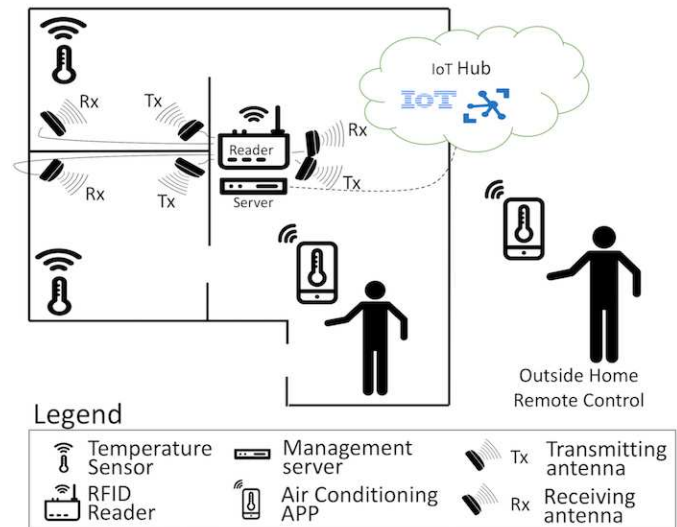 IoT Hub
IoT
Rx
Tx
Reader
Rx
Rx
Tx
Server
Tx
Outside Home
Remote Control
Legend
Temperature
Sensor
Management
server
Tx
Transmitting
antenna
RFID
Reader
Air Conditioning
APP
Rx
Receiving
antenna